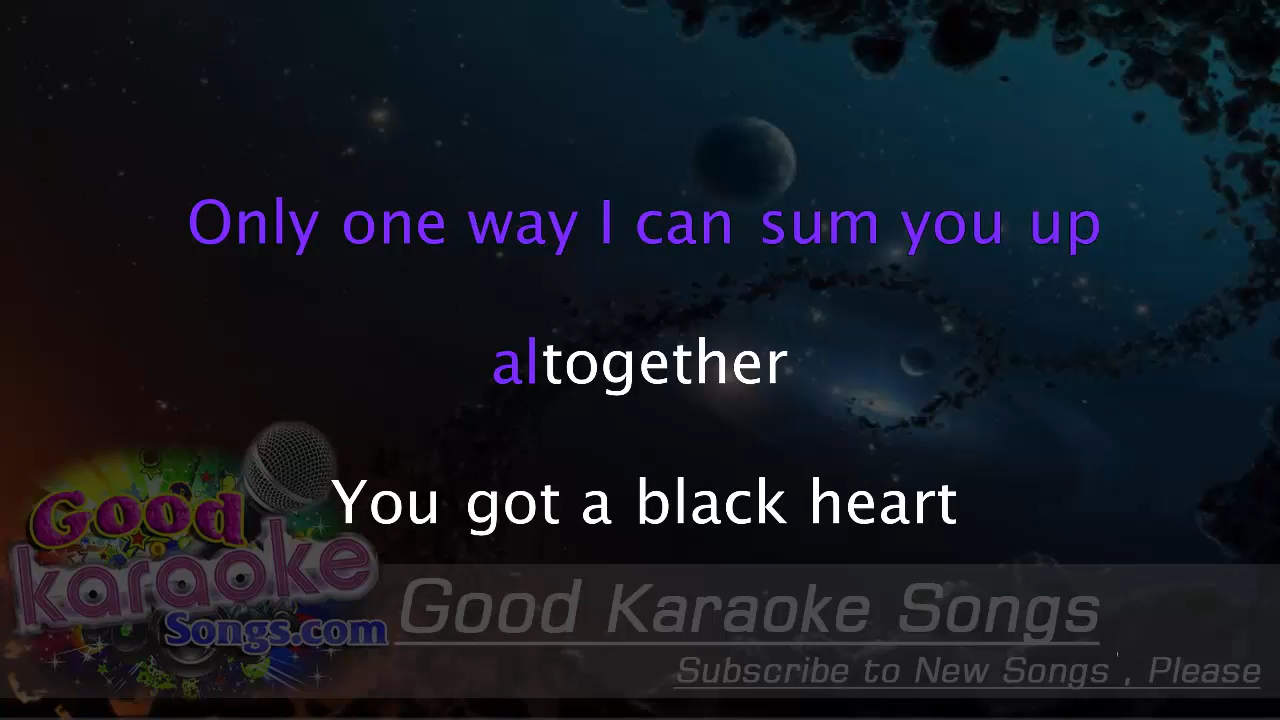 Only one way I can sum you up
altogether
You got a black heart
Good
karaoke
Songs.com
Good Karaoke Songs
Subscribe to New Songs , Please